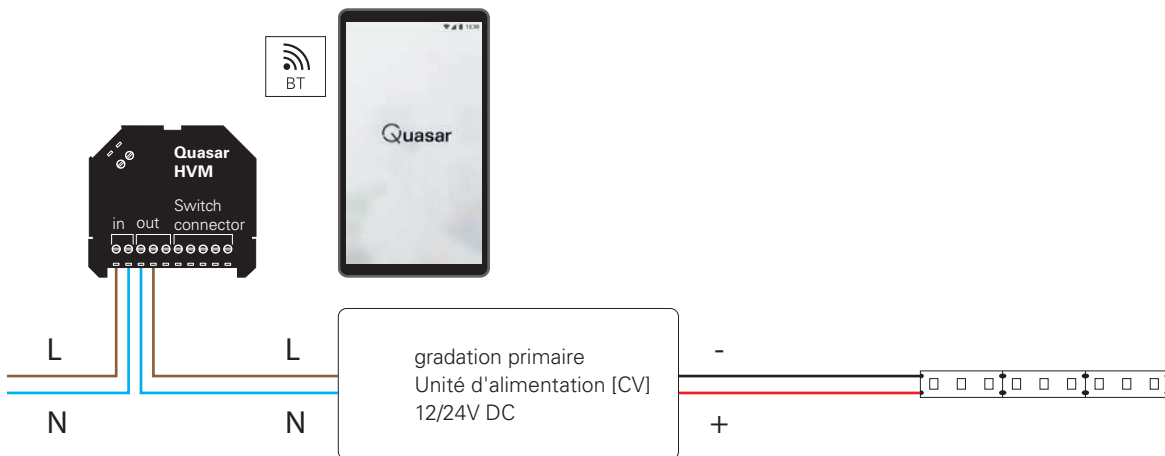 BT
Quasar
Quasar
HVM
Switch
in out connector
L
L
N
N
gradation primaire
Unité d'alimentation [CV]
12/24V DC
-
+